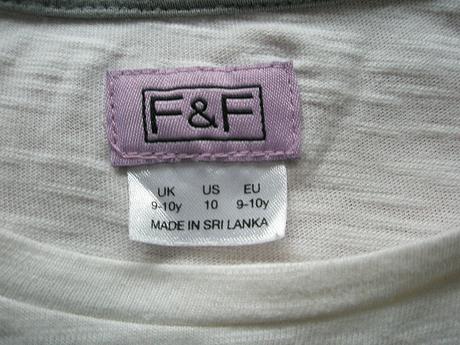 F&F
UK US EU
9-10y 10 9-10y
MADE IN SRI LANKA